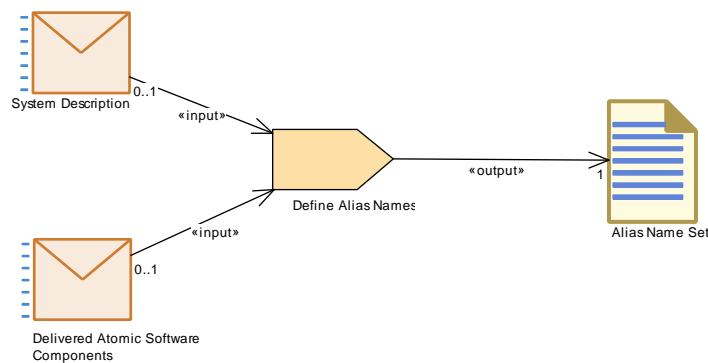 0..1
System Description
«input»
«output»
1
Define Alias Names
Alias Name Set
«input»
0..1
Delivered Atomic Software
Components